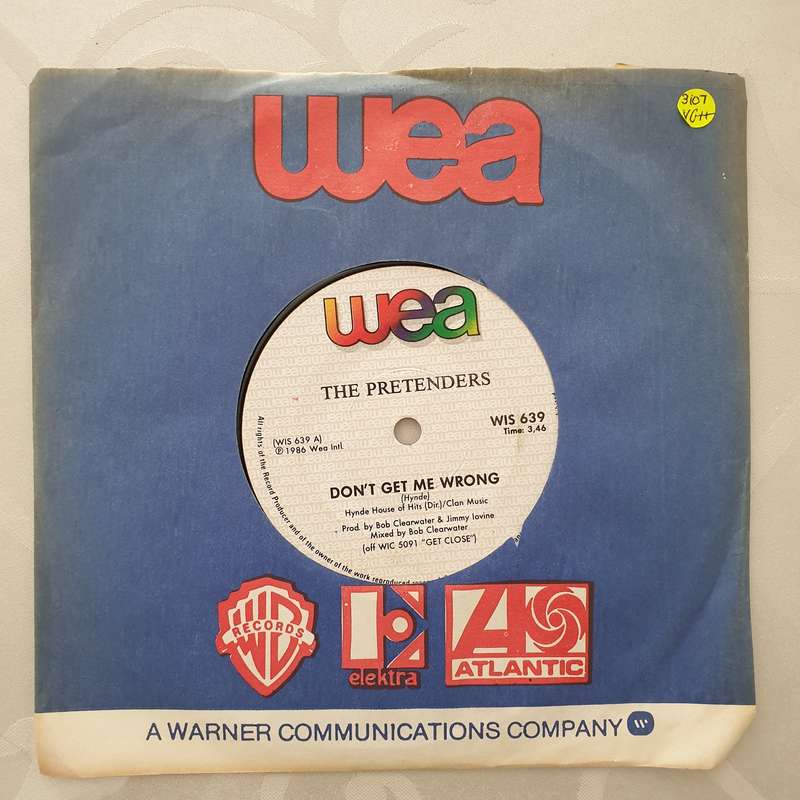 wea
3107
VG++
wea
THE PRETENDERS
WIS 639
Time: 3,46
(WIS 639 A)
℗ 1986 Wea Intl
DON'T GET ME WRONG
(Hynde)
Hynde House of Hits (Dir.)/Clan Music
Prod. by Bob Clearwater & Jimmy Iovine
Mixed by Bob Clearwater
(off WIC 5091 "GET CLOSE")
All rights of the Record Producer and of the owner of the work reproduced
WB
RECORDS
elektra
ATLANTIC
A WARNER COMMUNICATIONS COMPANY